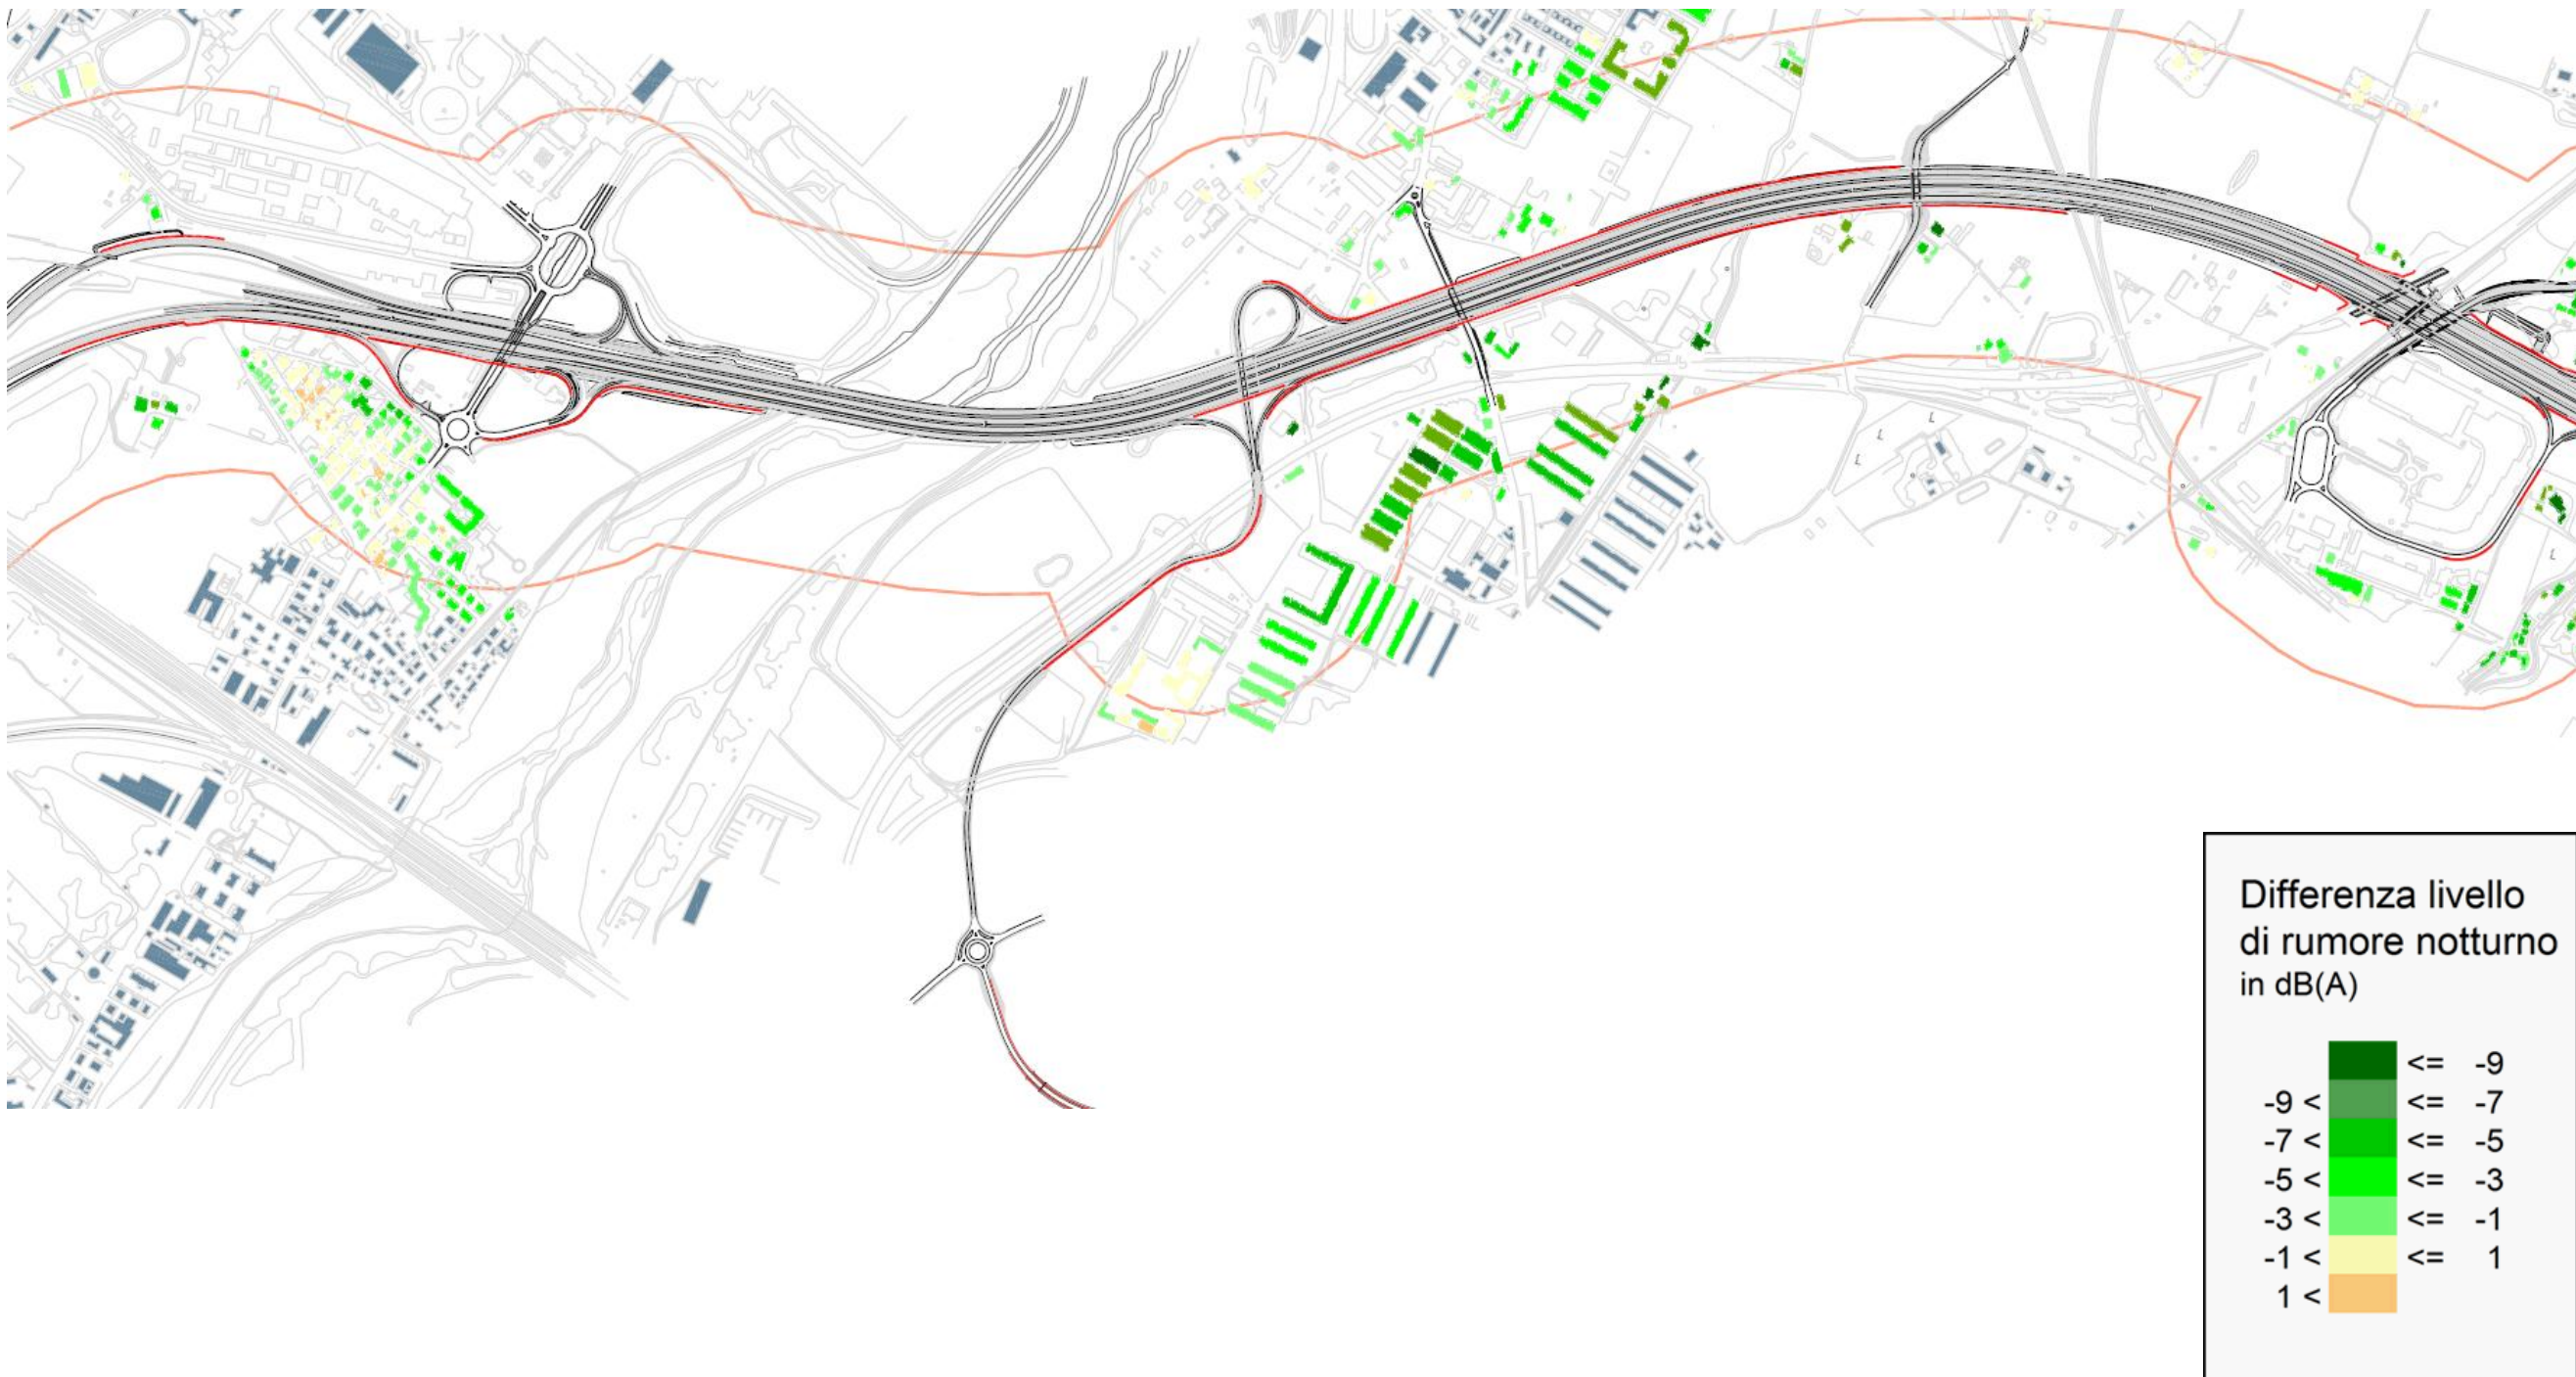 Differenza livello
di rumore notturno
in dB(A)
<= -9
-9 < <= -7
-7 < <= -5
-5 < <= -3
-3 < <= -1
-1 < <= 1
1 <